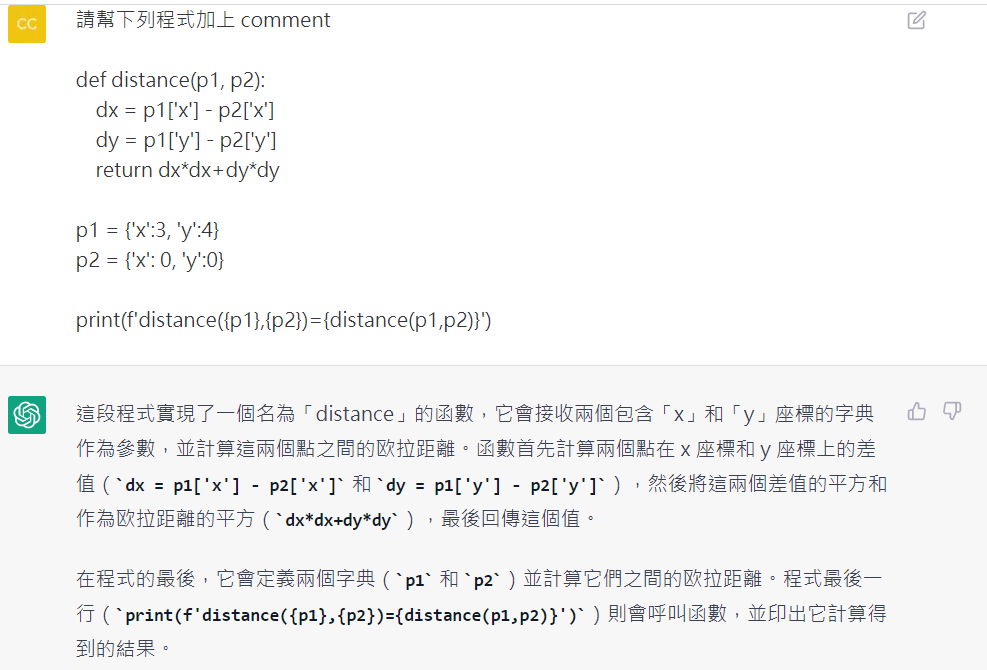 CC
請幫下列程式加上 comment
def distance(p1, p2):
    dx = p1['x'] - p2['x']
    dy = p1['y'] - p2['y']
    return dx*dx+dy*dy
p1 = {'x':3, 'y':4}
p2 = {'x': 0, 'y':0}
print(f'distance({p1},{p2})={distance(p1,p2)}')
這段程式實現了一個名為「distance」的函數，它會接收兩個包含「x」和「y」座標的字典
作為參數，並計算這兩個點之間的欧拉距離。函數首先計算兩個點在 x 座標和 y 座標上的差
值（`dx = p1['x'] - p2['x']` 和 `dy = p1['y'] - p2['y']`），然後將這兩個差值的平方和
作為欧拉距離的平方（`dx*dx+dy*dy`），最後回傳這個值。
在程式的最後，它會定義兩個字典（`p1` 和 `p2`）並計算它們之間的欧拉距離。程式最後一
行（`print(f'distance({p1},{p2})={distance(p1,p2)}')`）則會呼叫函數，並印出它計算得
到的結果。